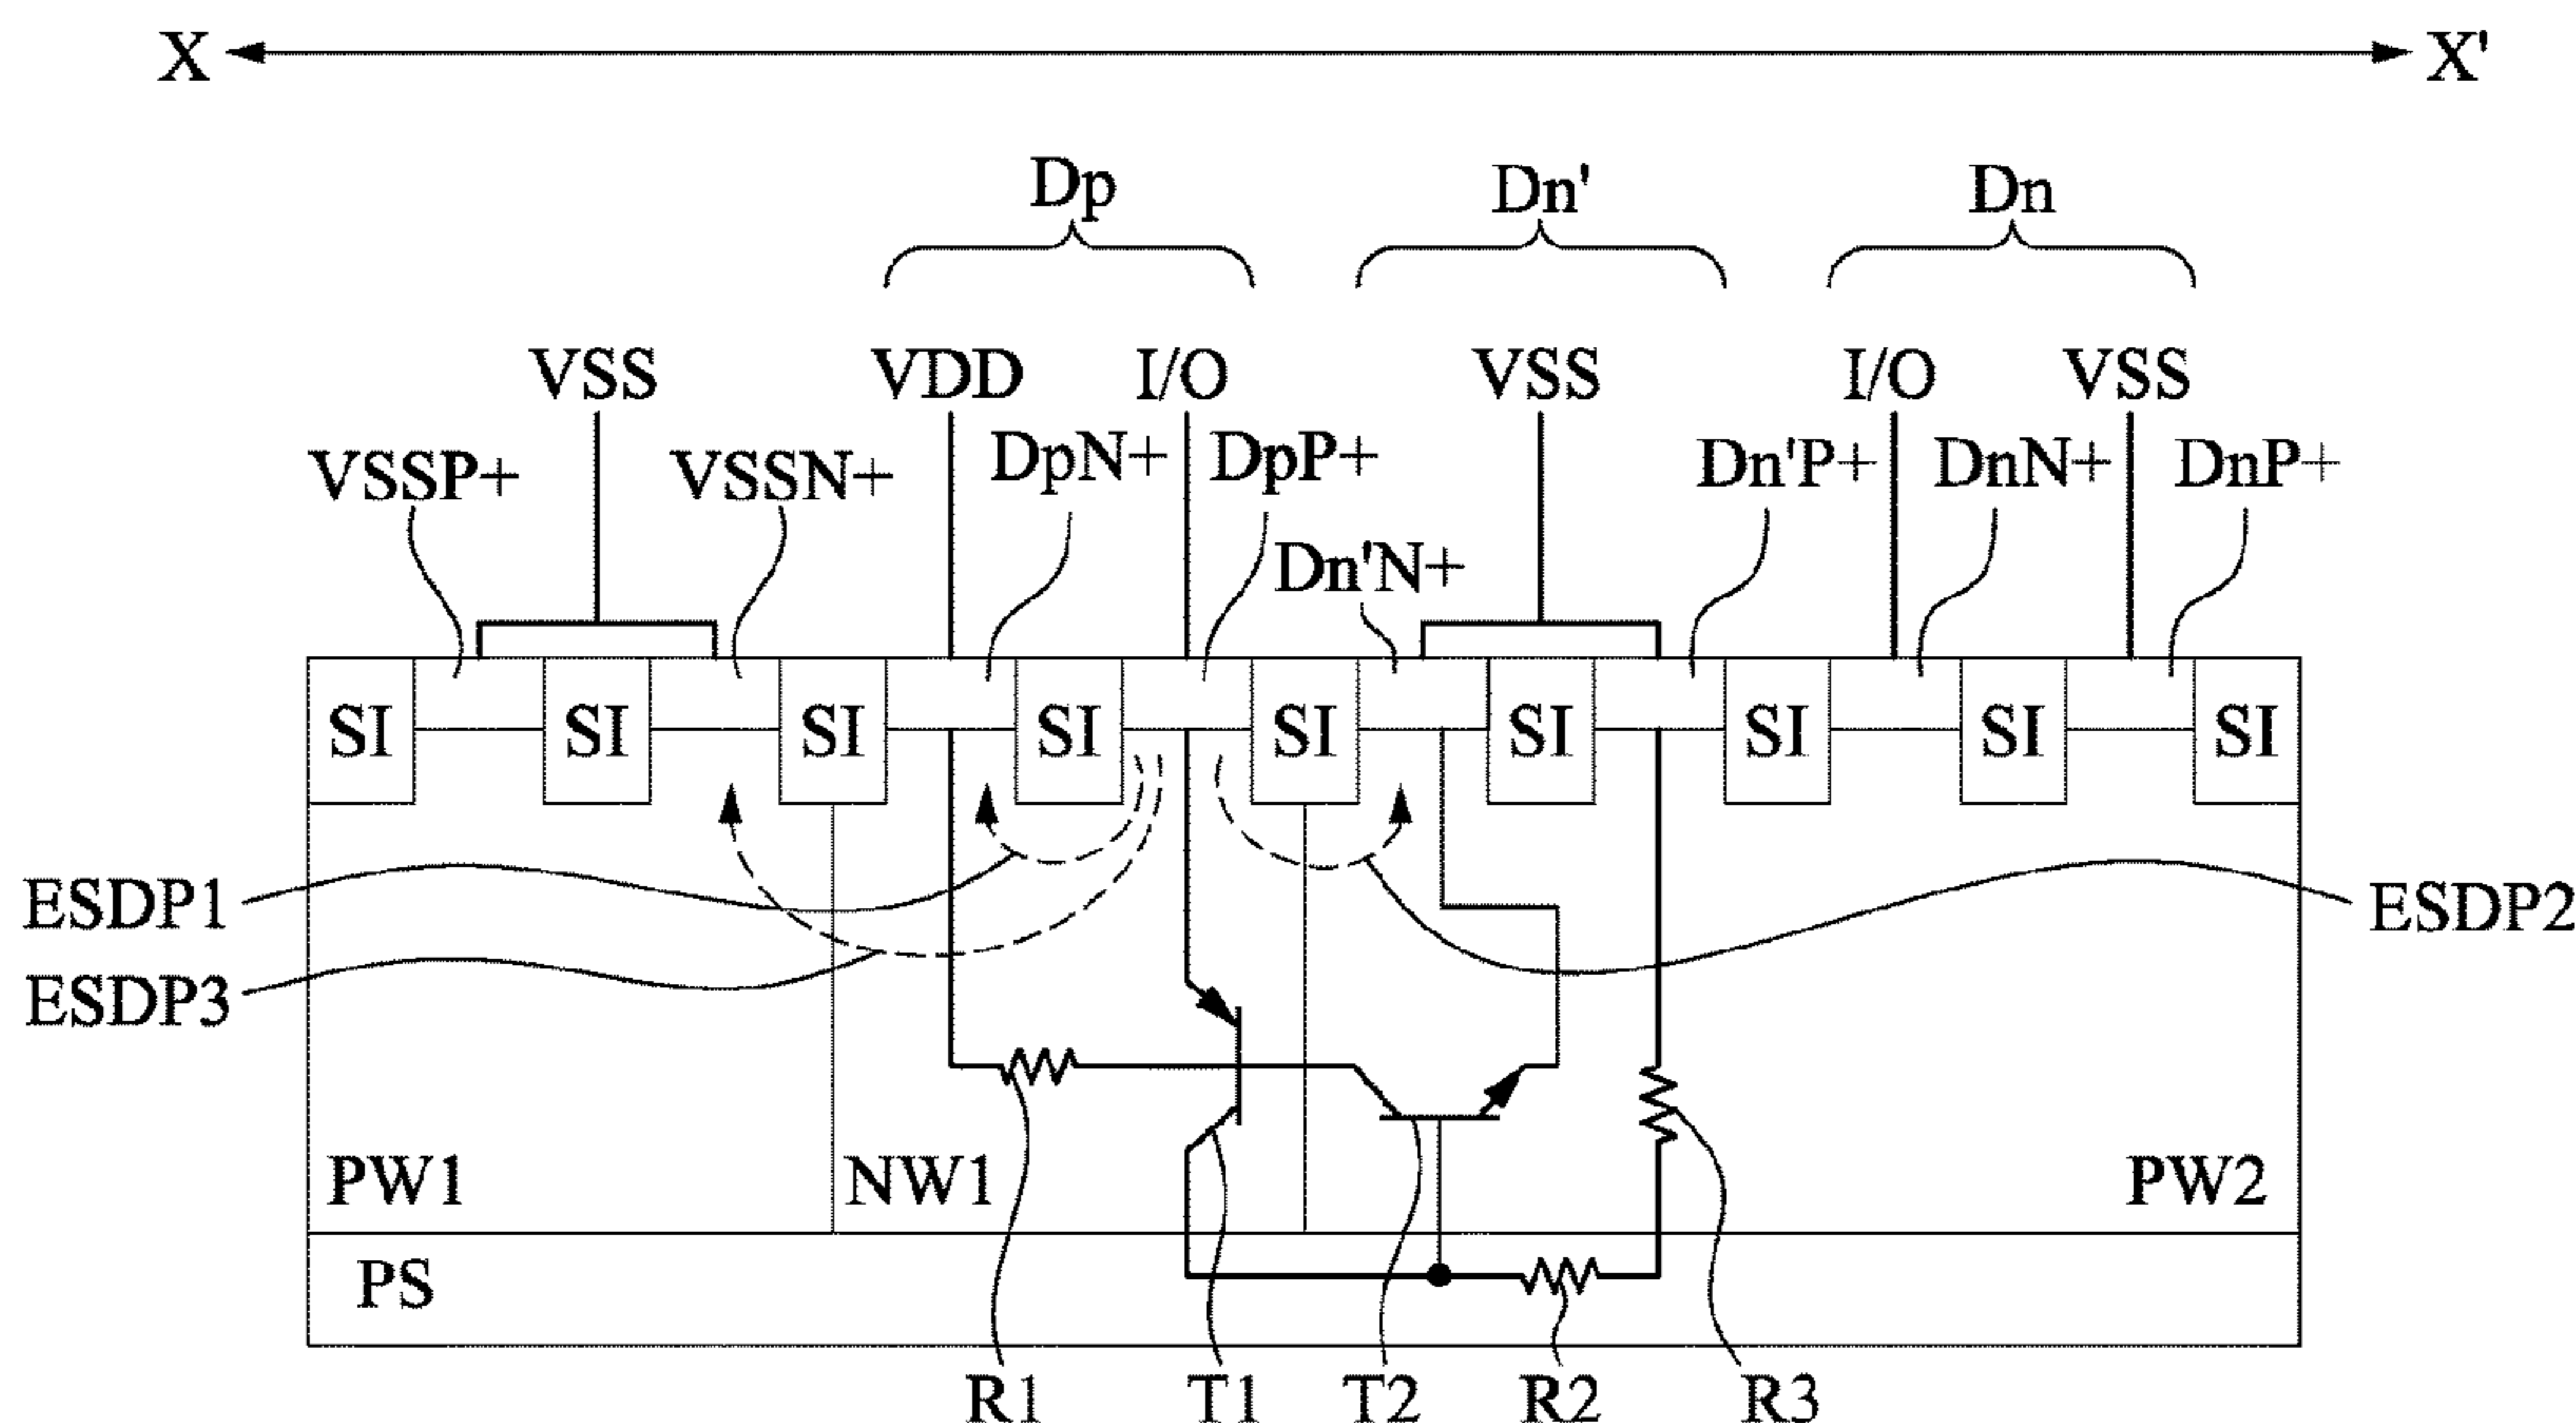 X X'
Dp Dn' Dn
VSS VDD I/O VSS I/O VSS
VSSP+ VSSN+ DpN+ DpP+ Dn'P+ DnN+ DnP+
Dn'N+
SI SI SI SI SI SI SI SI SI
ESDP1 ESDP2
ESDP3
PW1 NW1 PW2
PS
R1 T1 T2 R2 R3